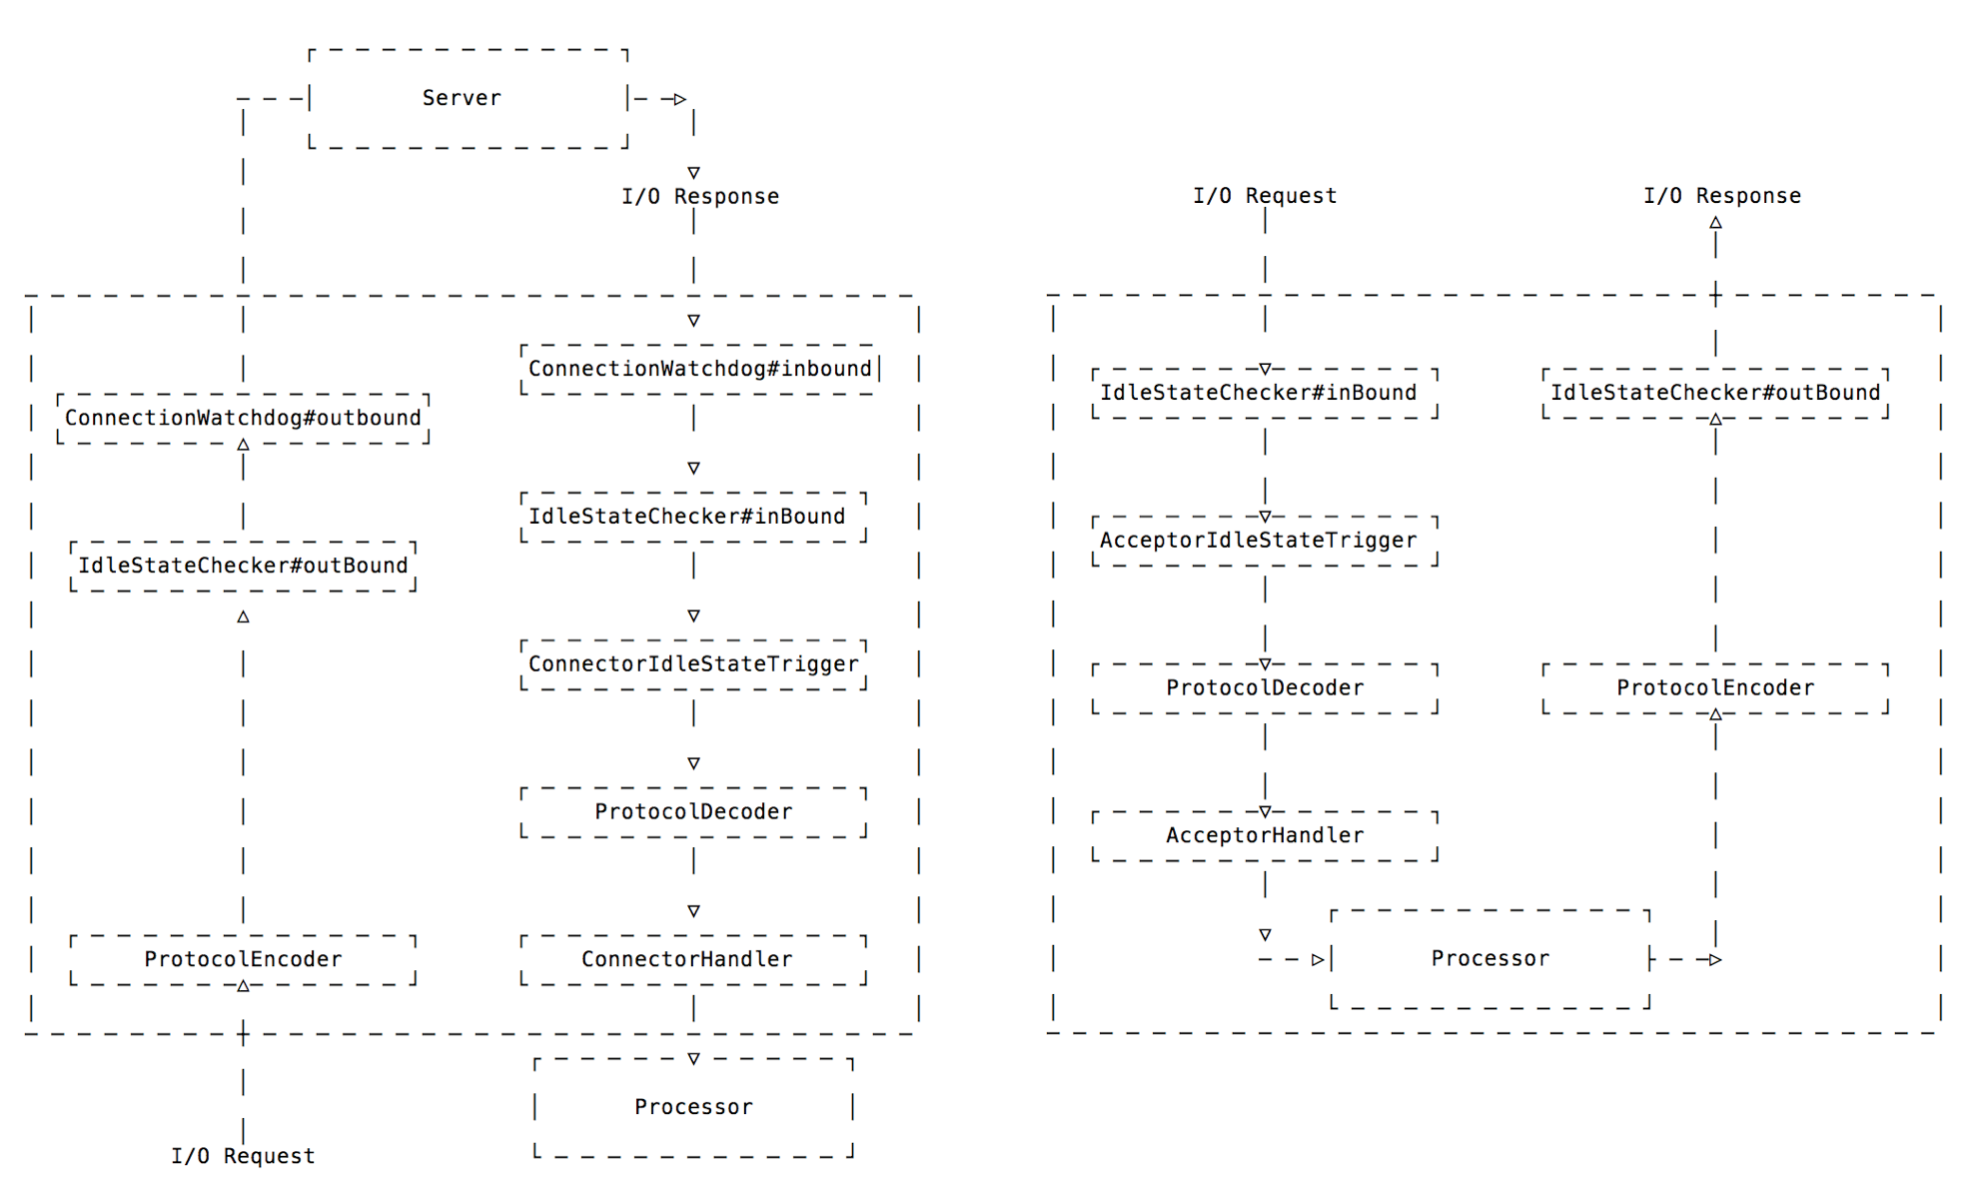 Server
I/O Response
ConnectionWatchdog#inbound
ConnectionWatchdog#outbound
IdleStateChecker#inBound
IdleStateChecker#outBound
ConnectorIdleStateTrigger
ProtocolDecoder
ProtocolEncoder
ConnectorHandler
Processor
I/O Request
I/O Request
I/O Response
IdleStateChecker#inBound
IdleStateChecker#outBound
AcceptorIdleStateTrigger
ProtocolDecoder
ProtocolEncoder
AcceptorHandler
Processor